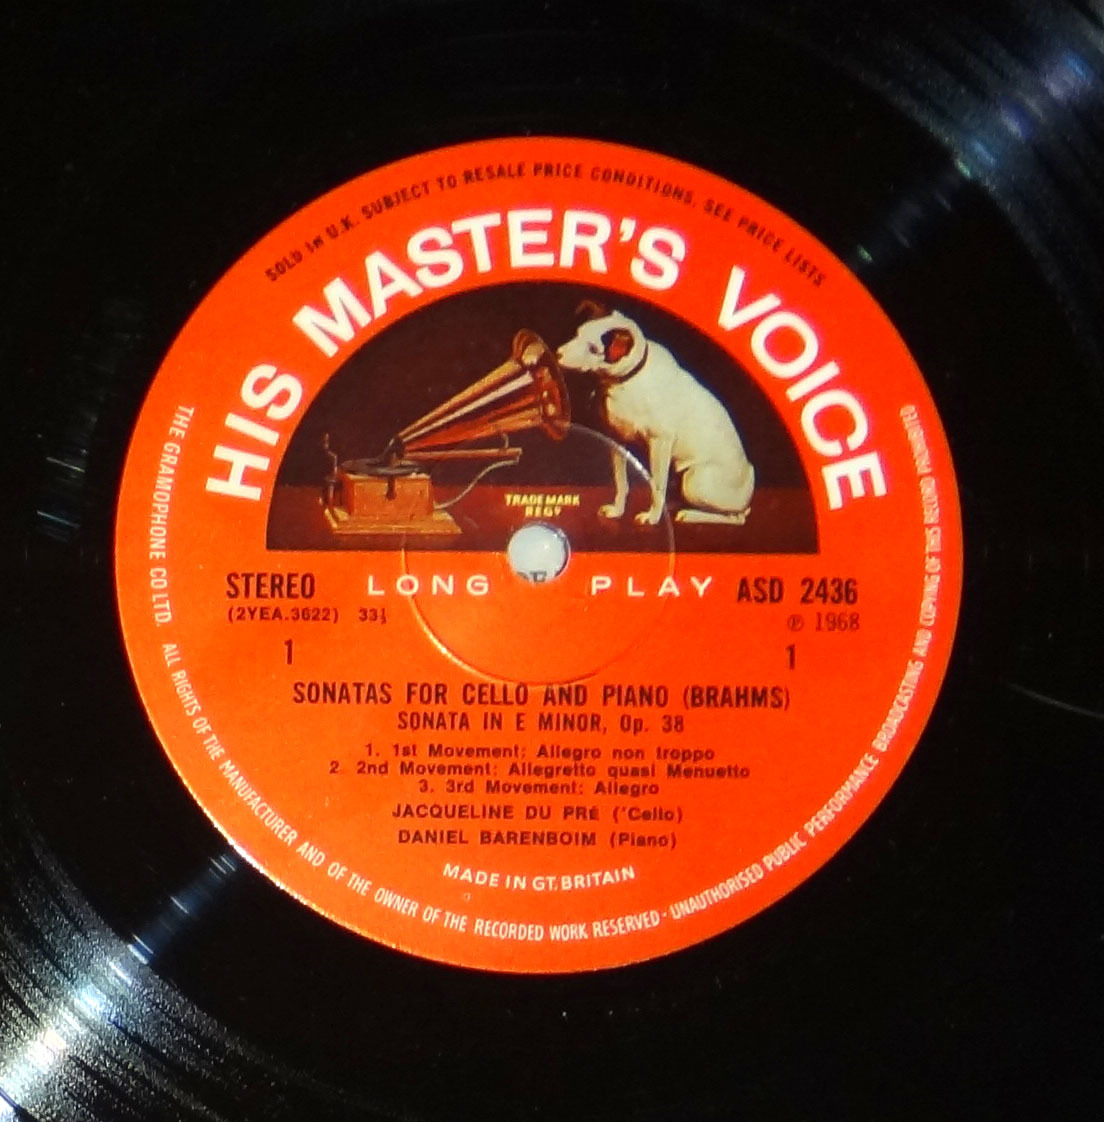 SOLD IN U.K. SUBJECT TO RESALE PRICE CONDITIONS, SEE PRICE LISTS
HIS MASTER'S VOICE
TRADE MARK
REGD
STEREO
LONG PLAY
ASD 2436
(2YEA.3622) 33⅓
℗ 1968
1
1
SONATAS FOR CELLO AND PIANO (BRAHMS)
SONATA IN E MINOR, Op. 38
1. 1st Movement: Allegro non troppo
2. 2nd Movement: Allegretto quasi Menuetto
3. 3rd Movement: Allegro
JACQUELINE DU PRÉ ('Cello)
DANIEL BARENBOIM (Piano)
MADE IN GT. BRITAIN
THE GRAMOPHONE CO LTD. ALL RIGHTS OF THE MANUFACTURER AND OF THE OWNER OF THE RECORDED WORK RESERVED · UNAUTHORISED PUBLIC PERFORMANCE BROADCASTING AND COPYING OF THIS RECORD PROHIBITED